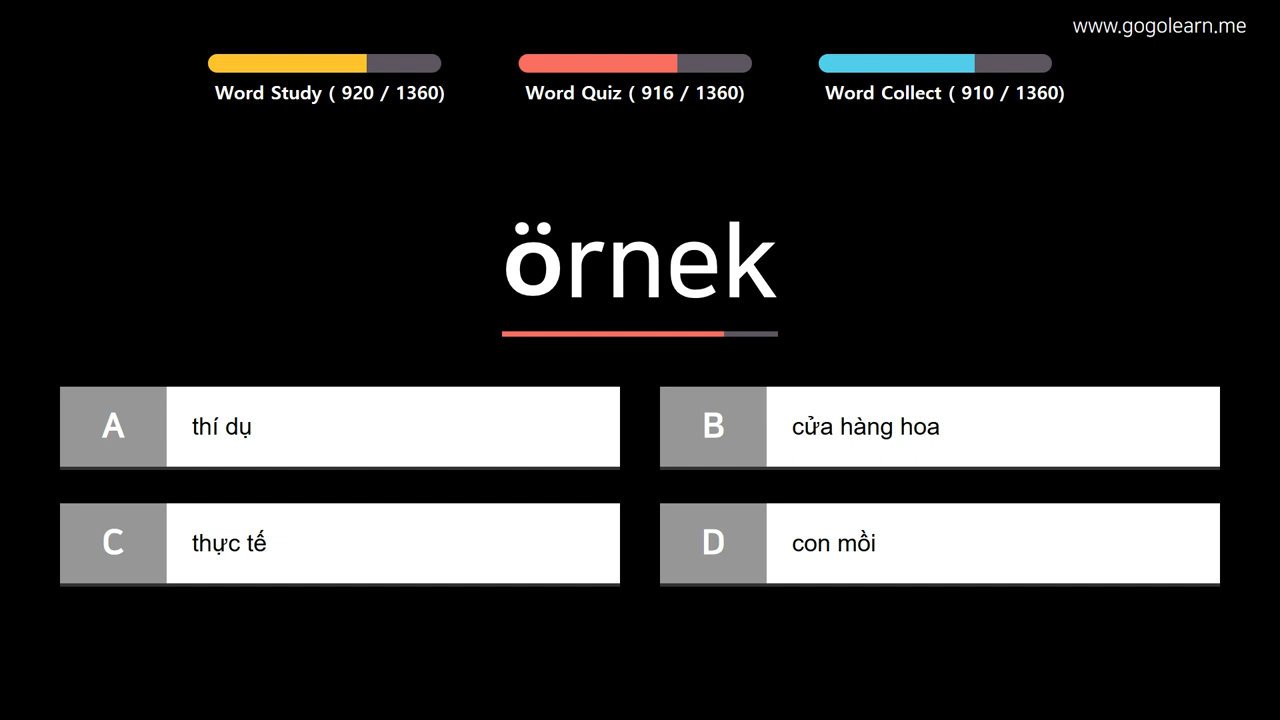 www.gogolearn.me
Word Study ( 920 / 1360)
Word Quiz ( 916 / 1360)
Word Collect ( 910 / 1360)
örnek
A thí dụ
B cửa hàng hoa
C thực tế
D con mồi